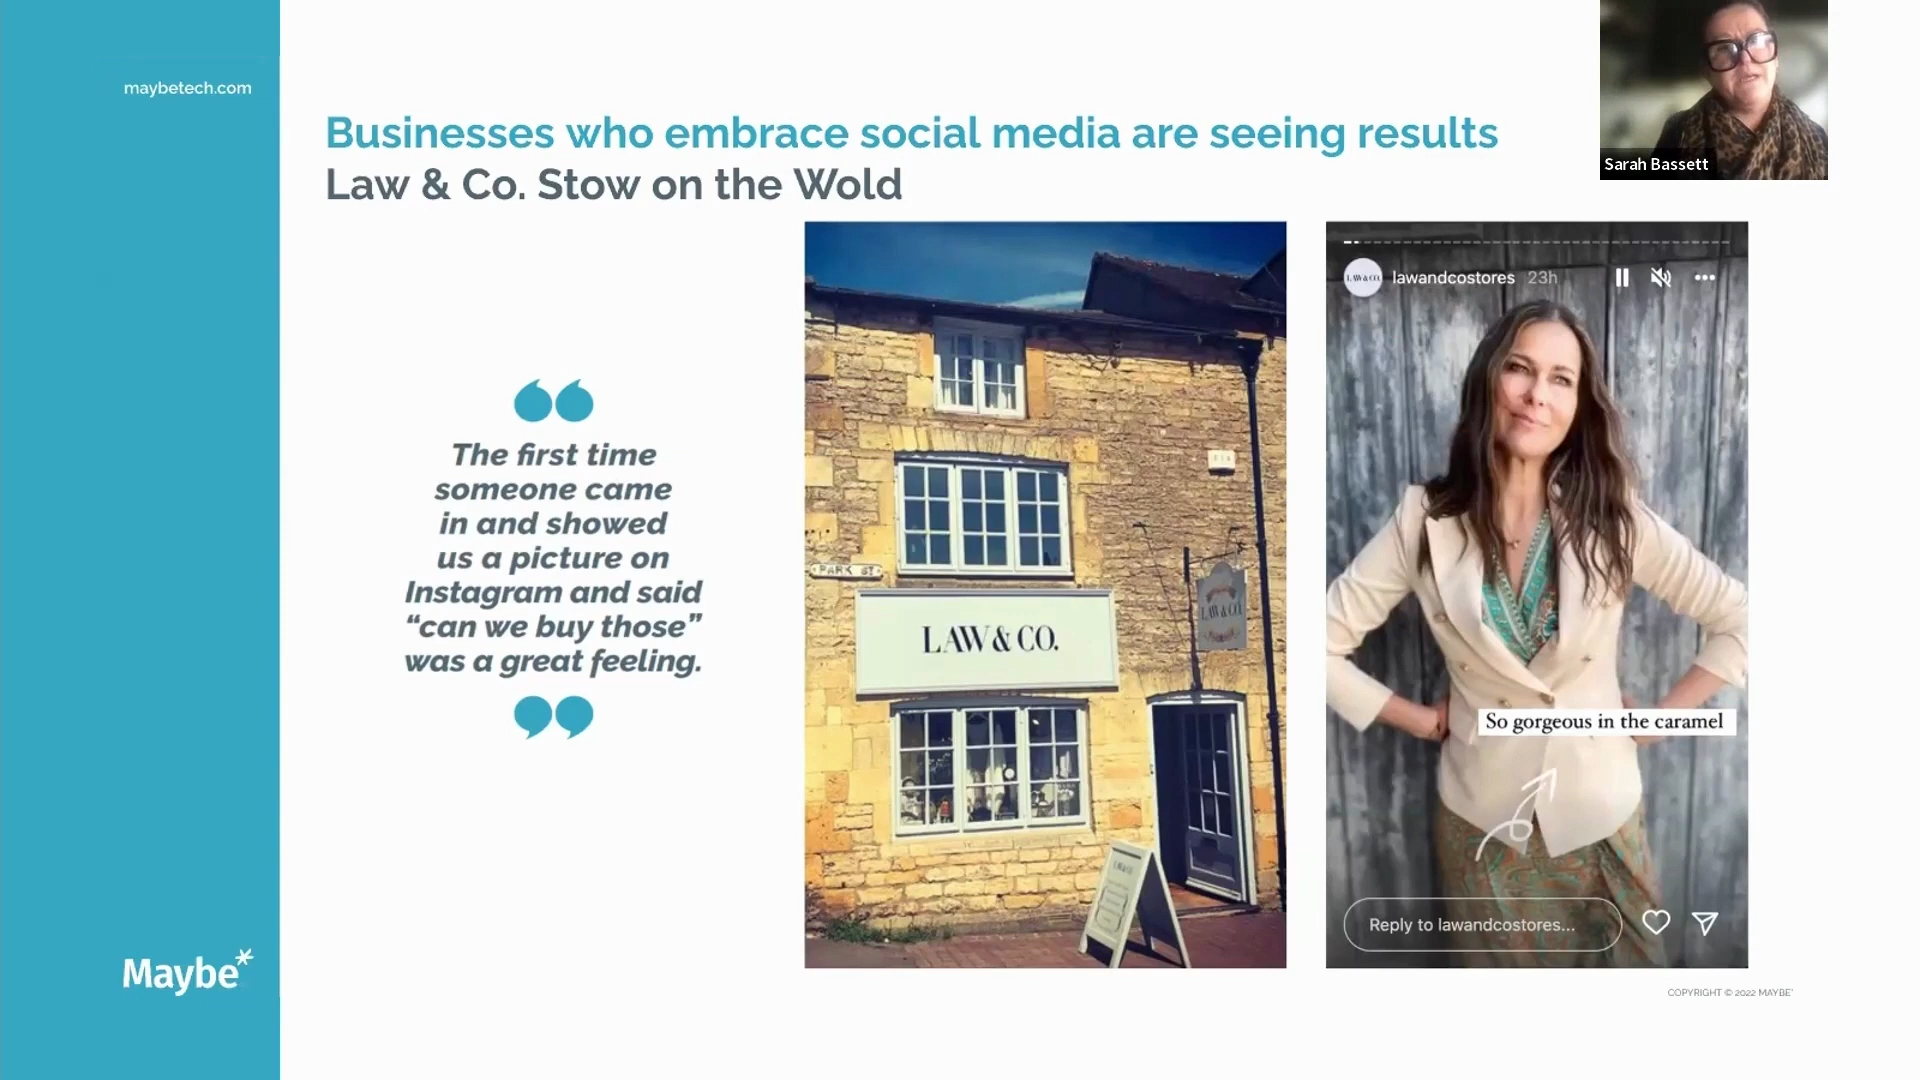 maybetech.com
Businesses who embrace social media are seeing results
Law & Co. Stow on the Wold
Sarah Bassett
The first time
someone came
in and showed
us a picture on
Instagram and said
“can we buy those”
was a great feeling.
PARK ST
LAW & CO.
LAW & CO.
LAW & CO.
lawandcostores 23h
So gorgeous in the caramel
Reply to lawandcostores...
Maybe*
COPYRIGHT © 2022 MAYBE*